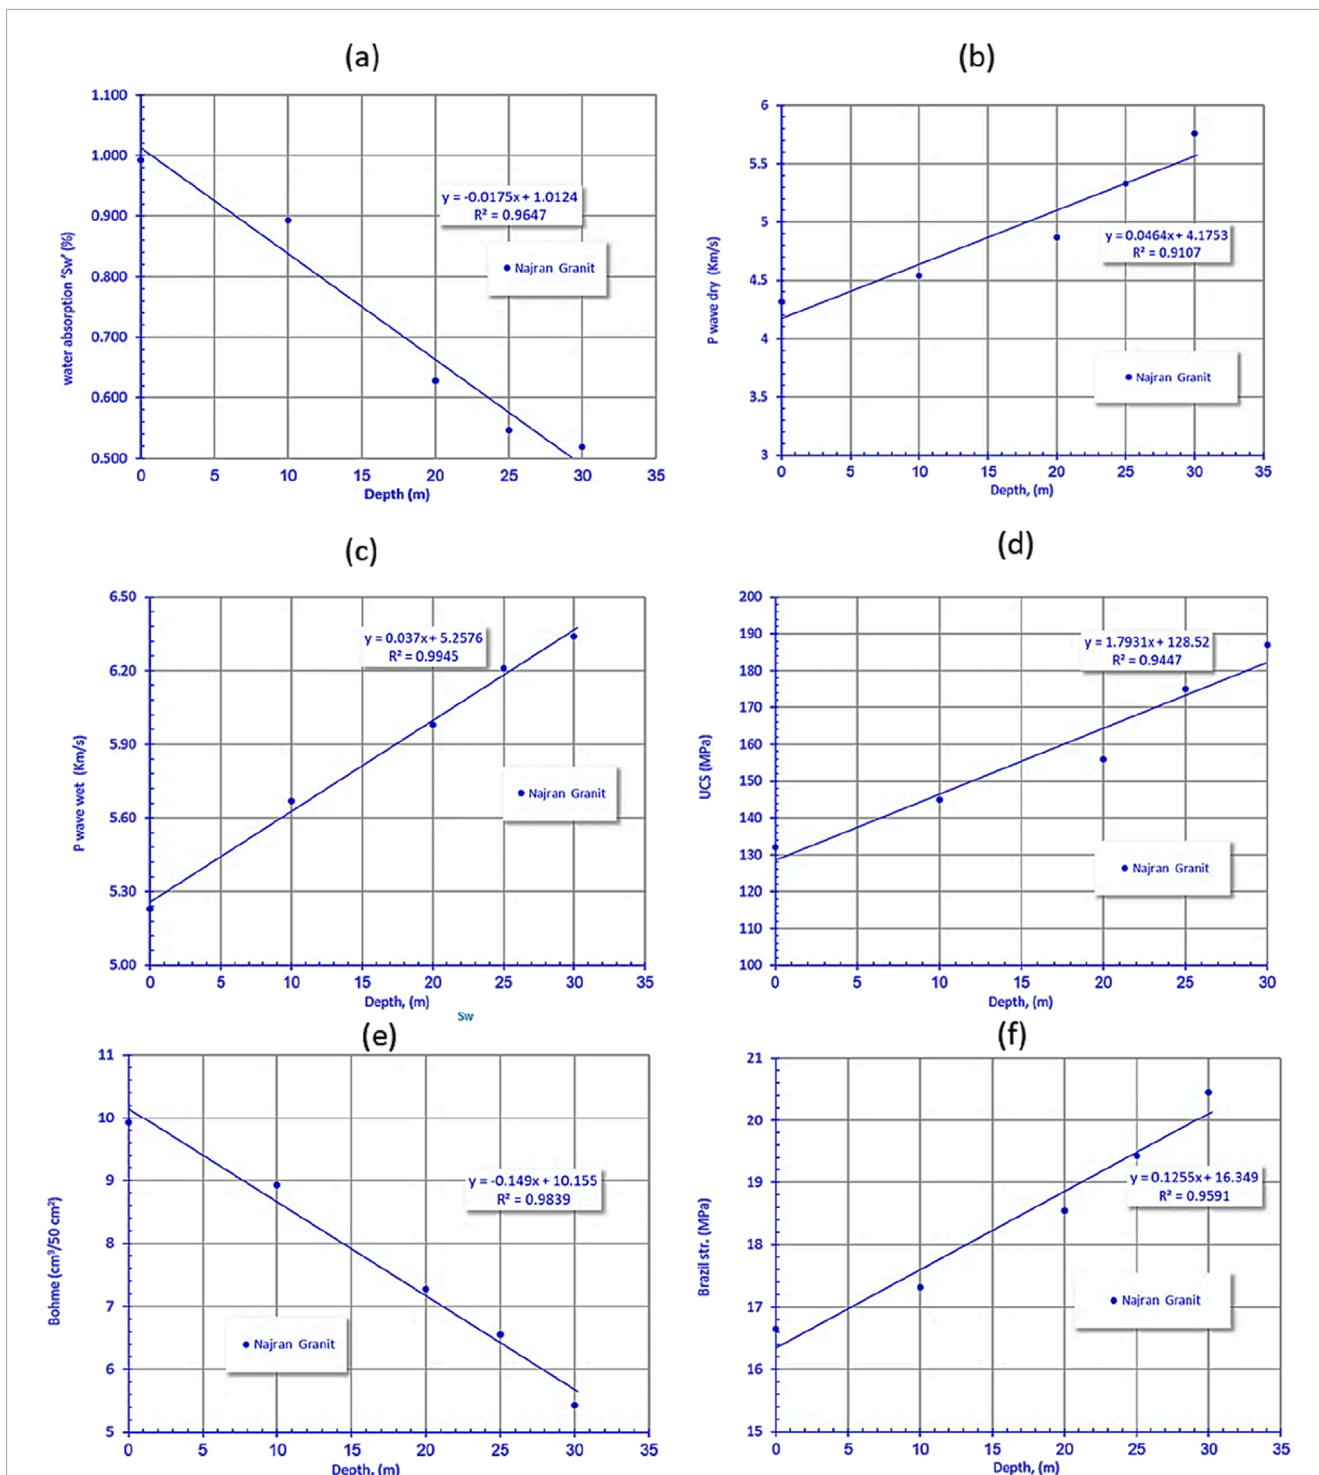 (a)
1.100
1.000
0.900
0.800
0.700
0.600
0.500
water absorption 'Sw' (%)
y = -0.0175x + 1.0124
R² = 0.9647
Najran Granit
0 5 10 15 20 25 30 35
Depth (m)
(b)
6
5.5
5
4.5
4
3.5
3
P wave dry (Km/s)
y = 0.0464x + 4.1753
R² = 0.9107
Najran Granit
0 5 10 15 20 25 30 35
Depth, (m)
(c)
6.50
6.20
5.90
5.60
5.30
5.00
P wave wet (Km/s)
y = 0.037x + 5.2576
R² = 0.9945
Najran Granit
0 5 10 15 20 25 30 35
Depth, (m)
Sw
(d)
200
190
180
170
160
150
140
130
120
110
100
UCS (MPa)
y = 1.7931x + 128.52
R² = 0.9447
Najran Granit
0 5 10 15 20 25 30
Depth, (m)
(e)
11
10
9
8
7
6
5
Bohme (cm³/50 cm²)
y = -0.149x + 10.155
R² = 0.9839
Najran Granit
0 5 10 15 20 25 30 35
Depth, (m)
(f)
21
20
19
18
17
16
15
Brazil str. (MPa)
y = 0.1255x + 16.349
R² = 0.9591
Najran Granit
0 5 10 15 20 25 30 35
Depth, (m)